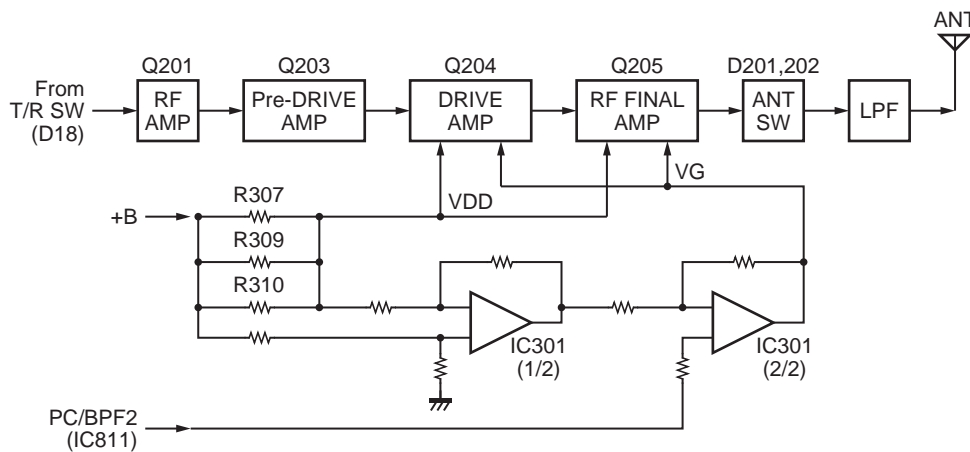 ANT
Q201
Q203
Q204
Q205
D201,202
From
T/R SW
(D18)
RF
AMP
Pre-DRIVE
AMP
DRIVE
AMP
RF FINAL
AMP
ANT
SW
LPF
VG
VDD
+B
R307
R309
R310
IC301
(1/2)
IC301
(2/2)
PC/BPF2
(IC811)